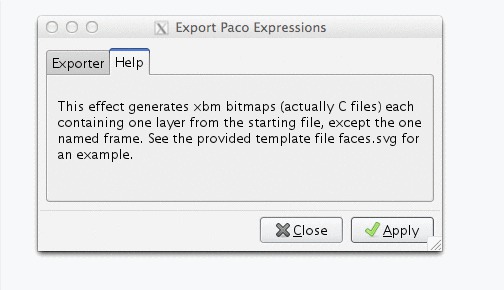 Export Paco Expressions
Exporter Help
This effect generates xbm bitmaps (actually C files) each
containing one layer from the starting file, except the one
named frame. See the provided template file faces.svg for
an example.
Close Apply